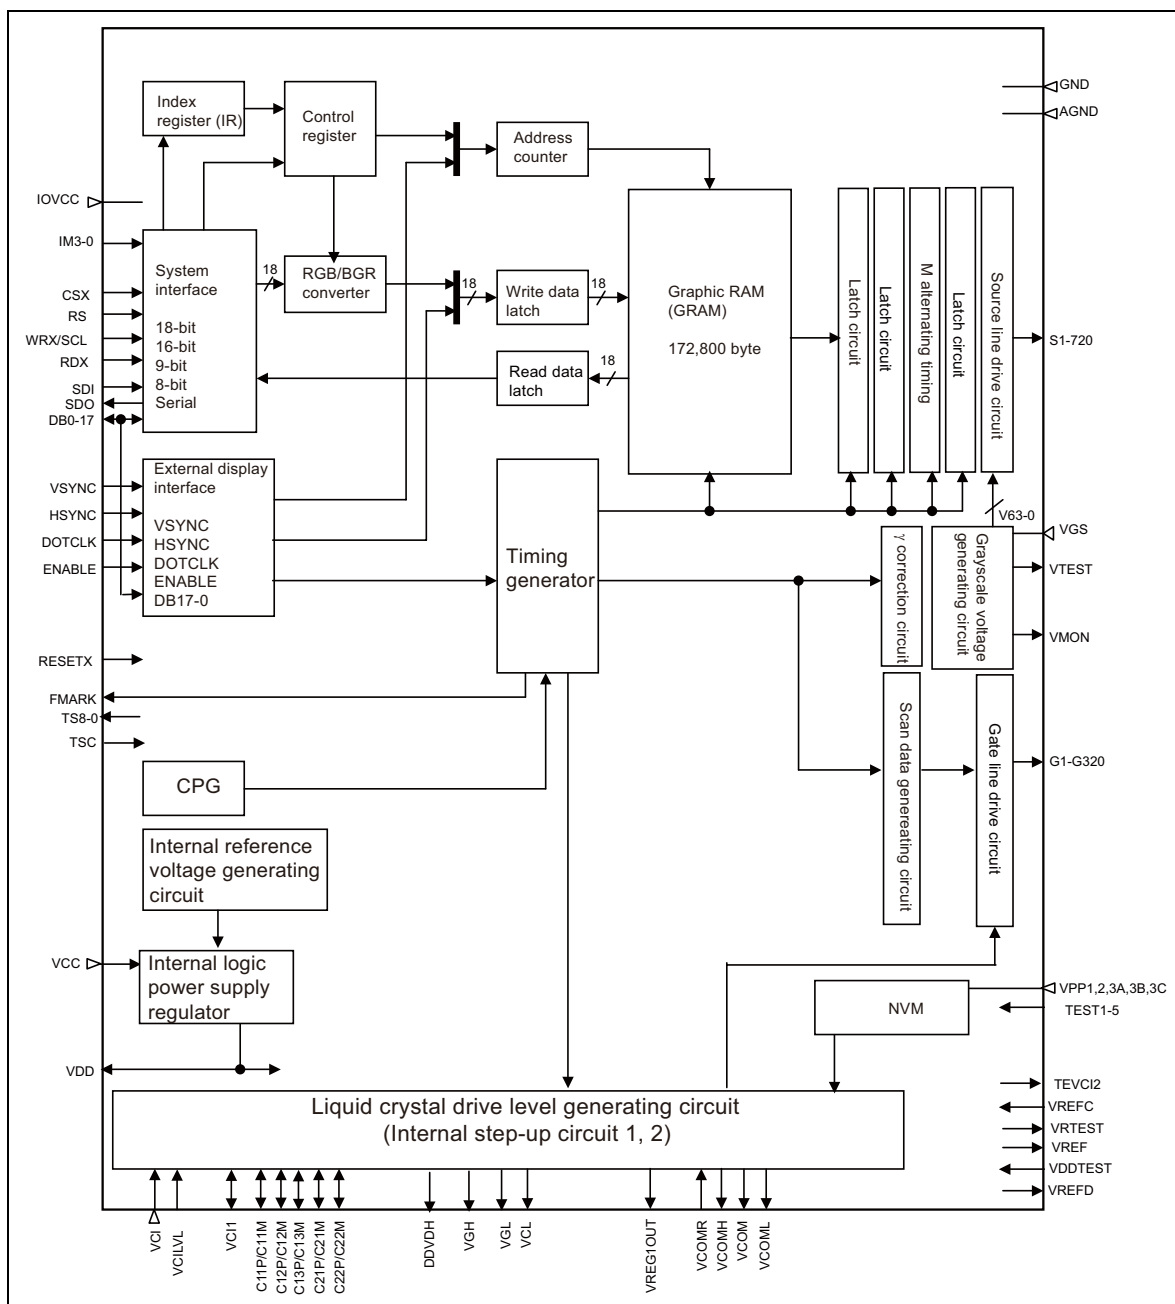 GND
AGND
Index
register (IR)
Control
register
Address
counter
IOVCC
IM3-0
CSX
RS
WRX/SCL
RDX
SDI
SDO
DB0-17
System
interface
18-bit
16-bit
9-bit
8-bit
Serial
18
RGB/BGR
converter
18
Write data
latch
18
Read data
latch
18
Graphic RAM
(GRAM)
172,800 byte
Latch circuit
Latch circuit
M alternating timing
Latch circuit
Source line drive circuit
S1-720
VSYNC
HSYNC
DOTCLK
ENABLE
External display
interface
VSYNC
HSYNC
DOTCLK
ENABLE
DB17-0
Timing
generator
V63-0
γ correction circuit
Grayscale voltage
generating circuit
VGS
VTEST
VMON
RESETX
FMARK
TS8-0
TSC
CPG
Scan data genereating circuit
Gate line drive circuit
G1-G320
Internal reference
voltage generating
circuit
VCC
Internal logic
power supply
regulator
VDD
NVM
VPP1,2,3A,3B,3C
TEST1-5
TEVCI2
VREFC
VRTEST
VREF
VDDTEST
VREFD
Liquid crystal drive level generating circuit
(Internal step-up circuit 1, 2)
VCI
VCILVL
VCI1
C11P/C11M
C12P/C12M
C13P/C13M
C21P/C21M
C22P/C22M
DDVDH
VGH
VGL
VCL
VREG1OUT
VCOMR
VCOMH
VCOM
VCOML